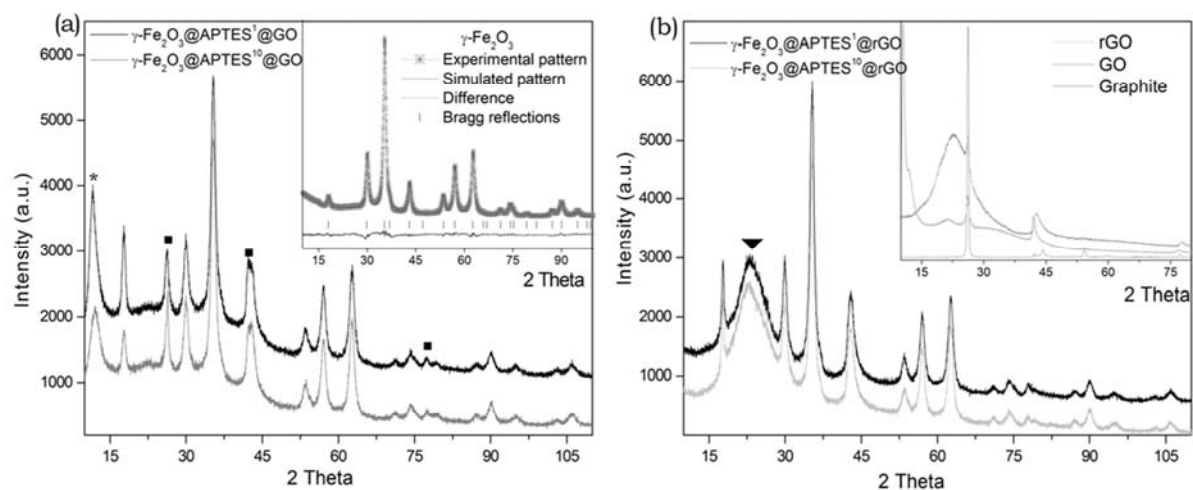 (a)
γ-Fe₂O₃@APTES¹@GO
γ-Fe₂O₃@APTES¹⁰@GO
γ-Fe₂O₃
Experimental pattern
Simulated pattern
Difference
Bragg reflections
15 30 45 60 75 90
2 Theta
*
6000
5000
4000
3000
2000
1000
Intensity (a.u.)
15 30 45 60 75 90 105
2 Theta
(b)
γ-Fe₂O₃@APTES¹@rGO
γ-Fe₂O₃@APTES¹⁰@rGO
rGO
GO
Graphite
15 30 45 60 75
2 Theta
6000
5000
4000
3000
2000
1000
Intensity (a.u.)
15 30 45 60 75 90 105
2 Theta